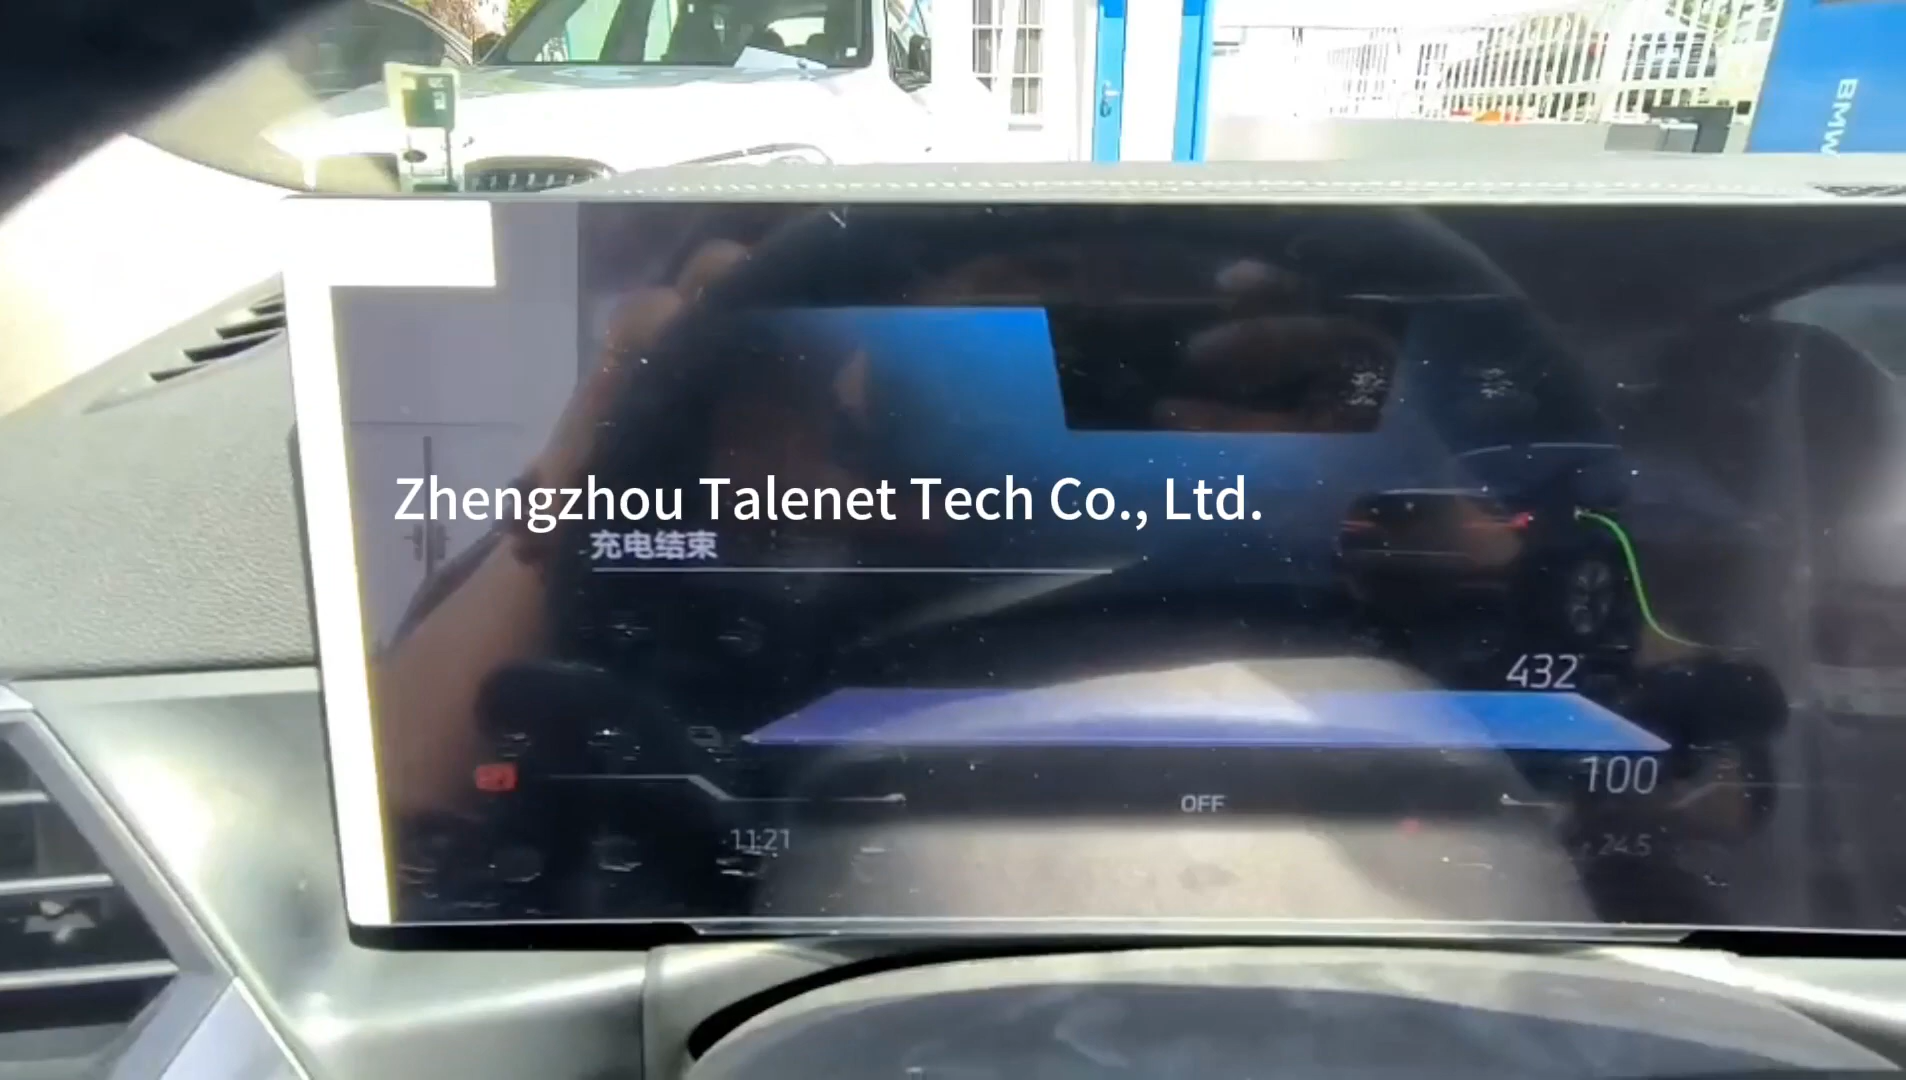 BMW
Zhengzhou Talenet Tech Co., Ltd.
充电结束
432
100
OFF
11:21
24.5